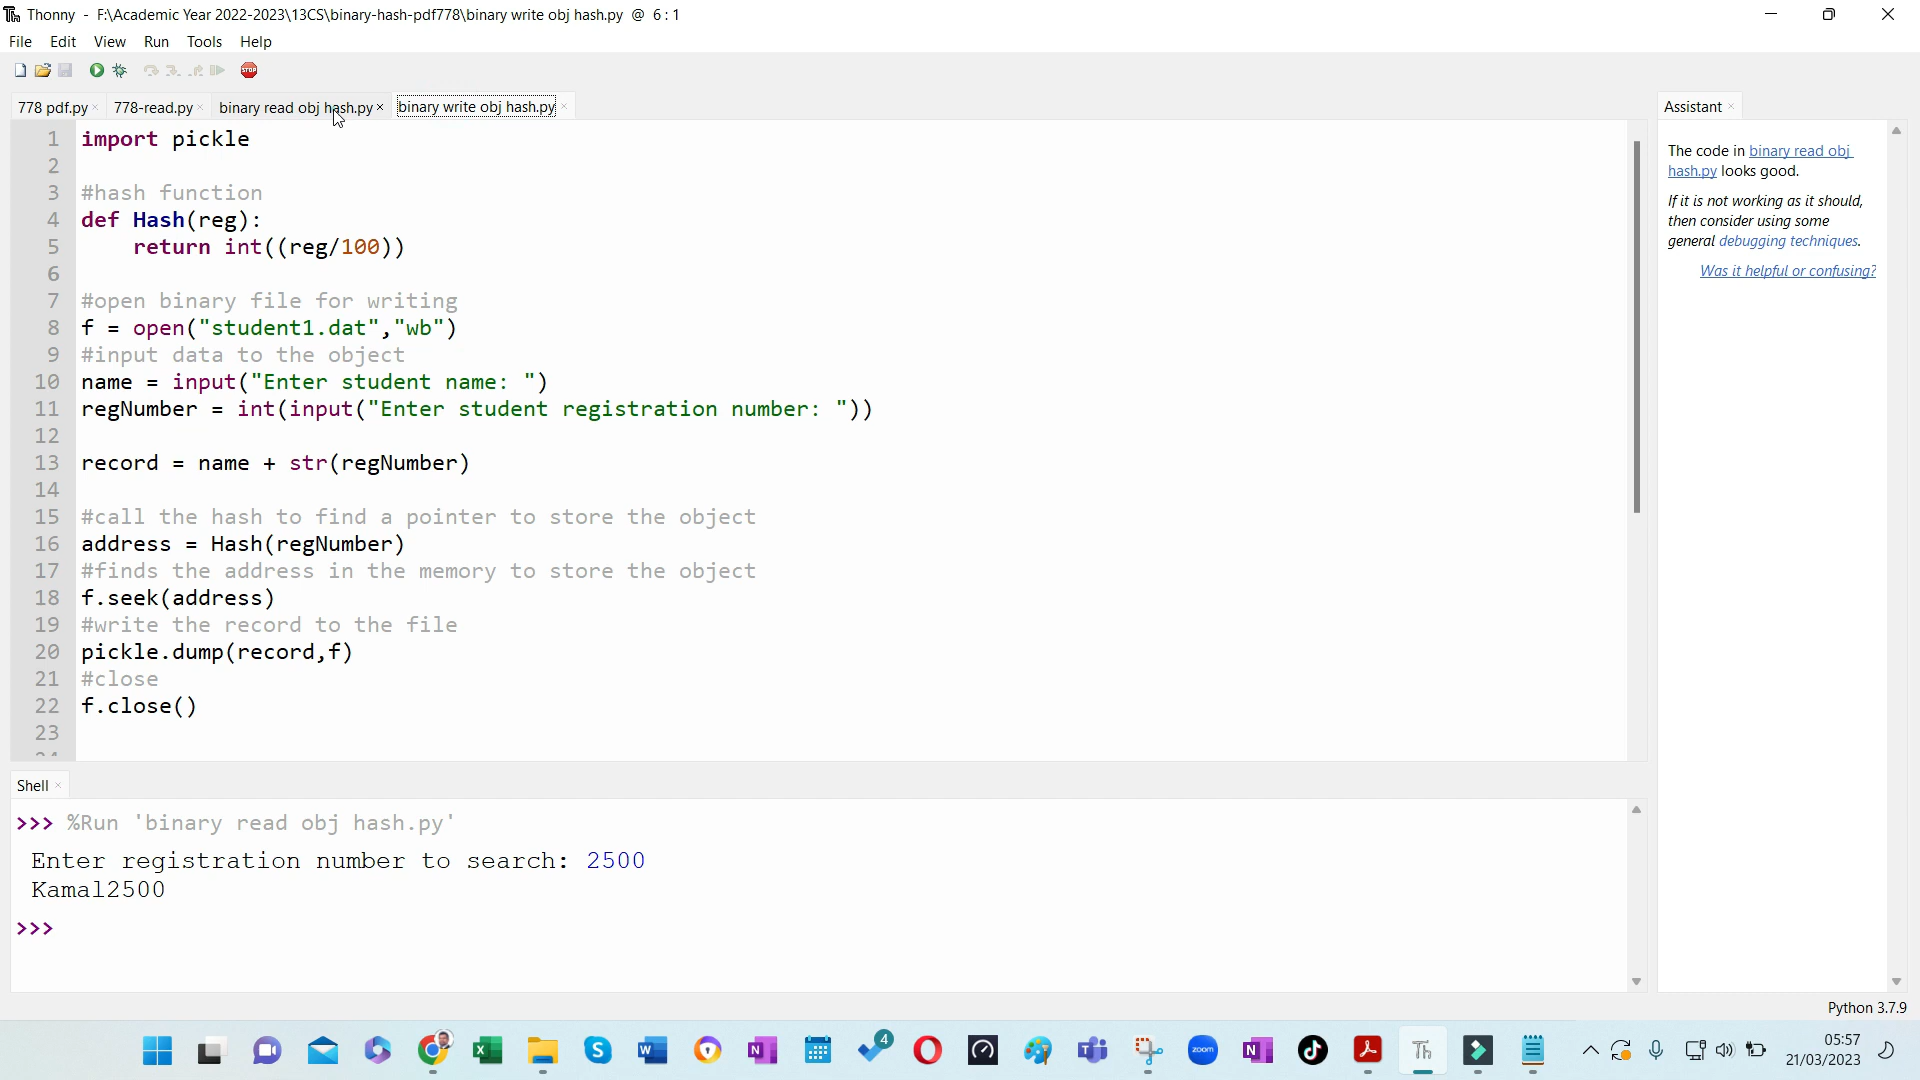 Thonny - F:\Academic Year 2022-2023\13CS\binary-hash-pdf778\binary write obj hash.py @ 6:1
File Edit View Run Tools Help
STOP
778 pdf.py × 778-read.py × binary read obj hash.py × binary write obj hash.py ×
Assistant ×
1 import pickle
2
3 #hash function
4 def Hash(reg):
5 return int((reg/100))
6
7 #open binary file for writing
8 f = open("student1.dat","wb")
9 #input data to the object
10 name = input("Enter student name: ")
11 regNumber = int(input("Enter student registration number: "))
12
13 record = name + str(regNumber)
14
15 #call the hash to find a pointer to store the object
16 address = Hash(regNumber)
17 #finds the address in the memory to store the object
18 f.seek(address)
19 #write the record to the file
20 pickle.dump(record,f)
21 #close
22 f.close()
23
The code in binary read obj
hash.py looks good.
If it is not working as it should,
then consider using some
general debugging techniques.
Was it helpful or confusing?
Shell ×
>>> %Run 'binary read obj hash.py'
Enter registration number to search: 2500
Kamal2500
>>>
Python 3.7.9
4
zoom
05:57
21/03/2023